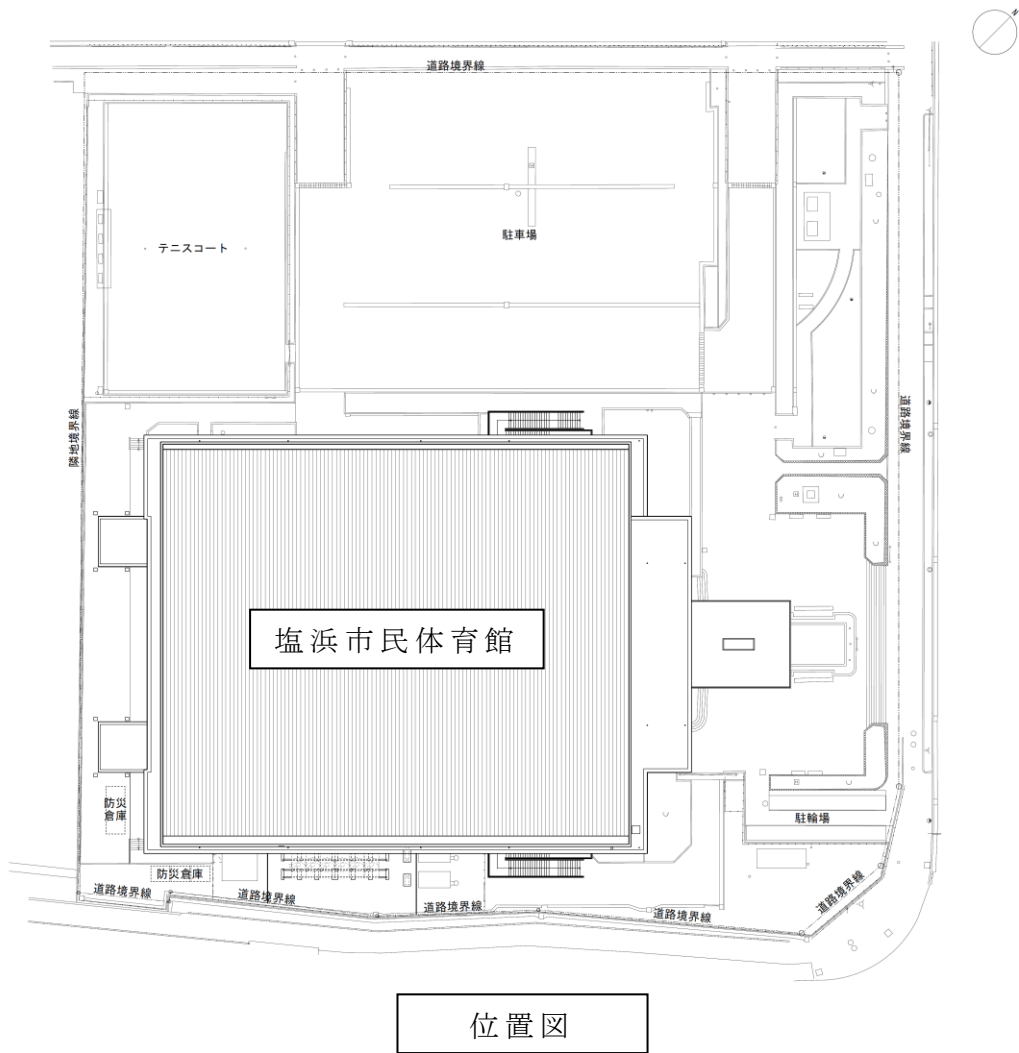 N
道路境界線
テニスコート
駐車場
隣地境界線
道路境界線
塩浜市民体育館
防災
倉庫
駐輪場
防災倉庫
道路境界線
道路境界線
道路境界線
道路境界線
道路境界線
位置図